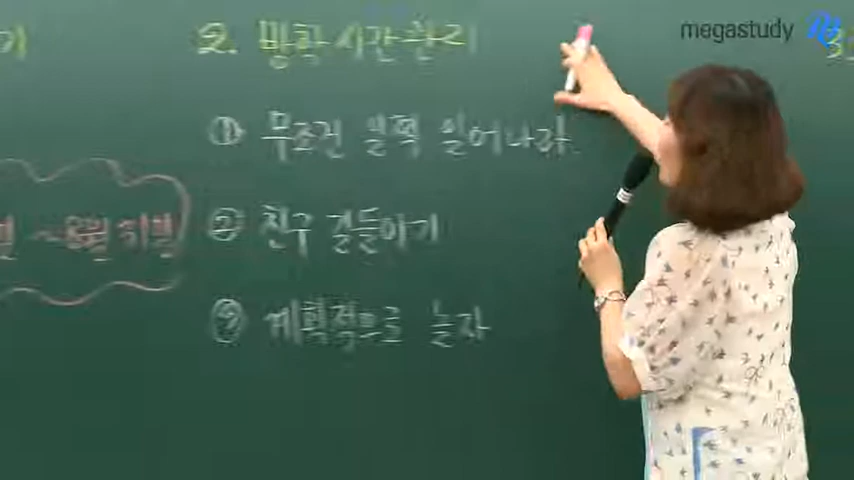 2. 방학시간관리
megastudy
① 무조건 일찍 일어나라.
② 친구 길들이기
③ 계획적으로 놀자